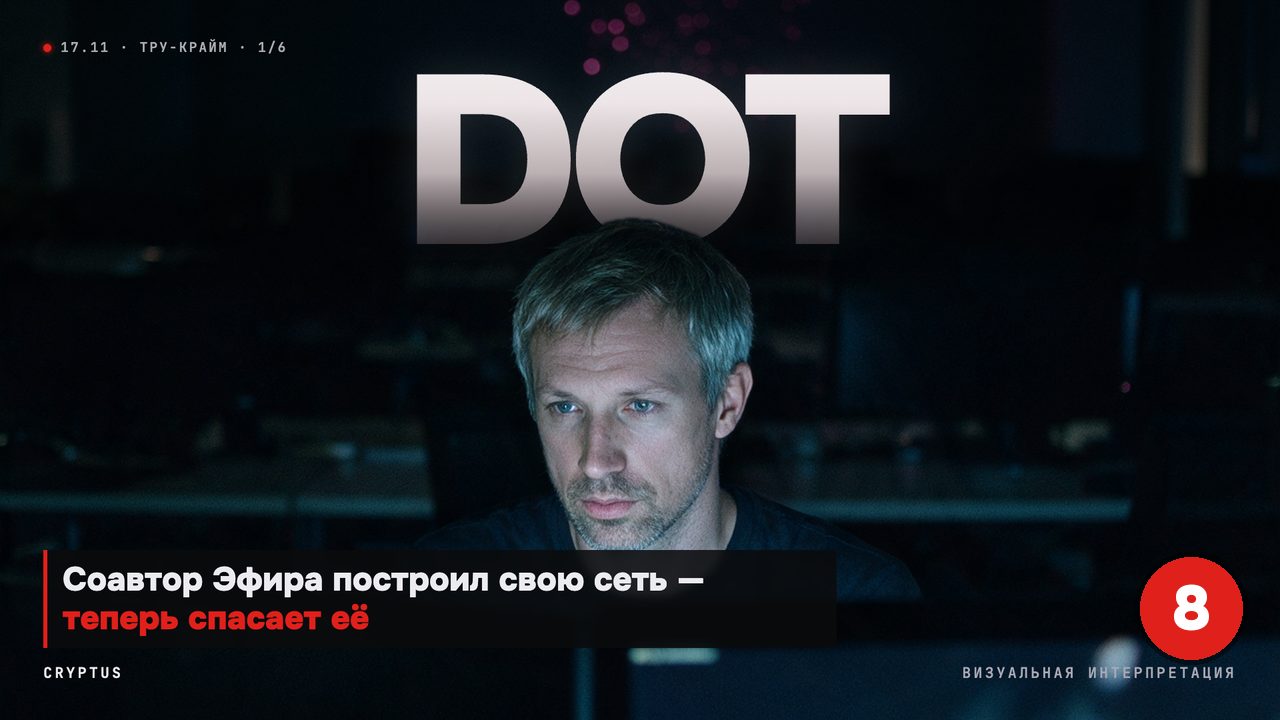 17.11 · ТРУ-КРАЙМ · 1/6
DOT
Соавтор Эфира построил свою сеть —
теперь спасает её
8
CRYPTUS
ВИЗУАЛЬНАЯ ИНТЕРПРЕТАЦИЯ